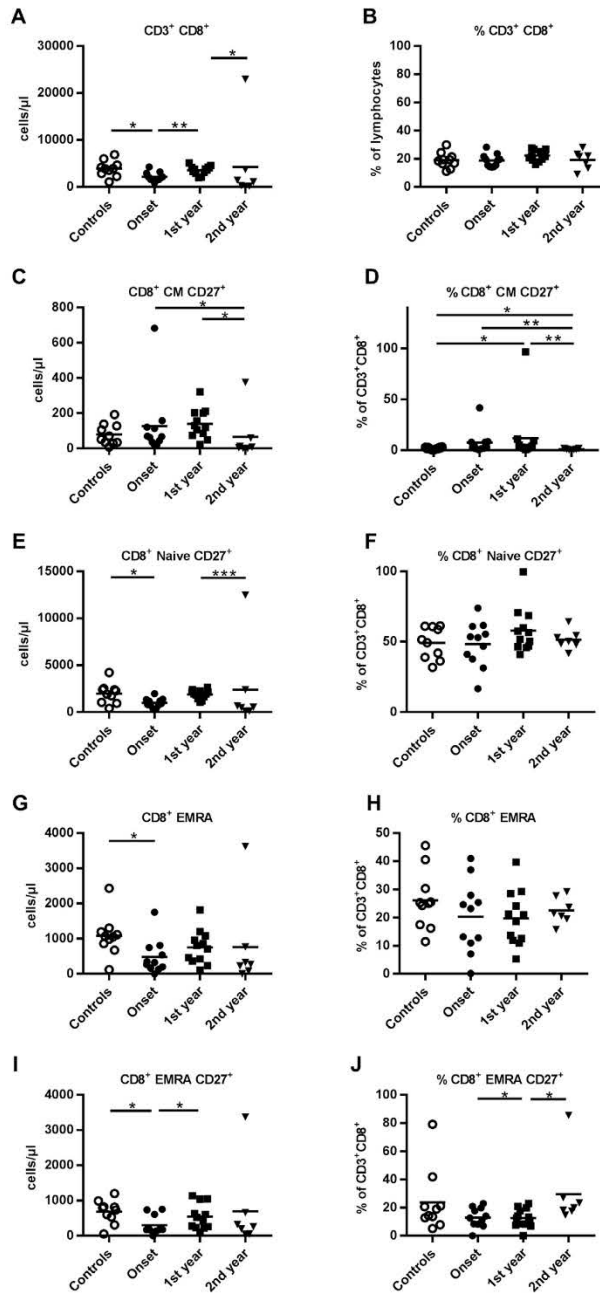 A
CD3⁺ CD8⁺
cells/µl
30000
20000
10000
0
*
**
*
Controls
Onset
1st year
2nd year
B
% CD3⁺ CD8⁺
% of lymphocytes
100
80
60
40
20
0
Controls
Onset
1st year
2nd year
C
CD8⁺ CM CD27⁺
cells/µl
800
600
400
200
0
*
*
Controls
Onset
1st year
2nd year
D
% CD8⁺ CM CD27⁺
% of CD3⁺CD8⁺
100
50
0
*
**
*
**
Controls
Onset
1st year
2nd year
E
CD8⁺ Naive CD27⁺
cells/µl
15000
10000
5000
0
*
***
Controls
Onset
1st year
2nd year
F
% CD8⁺ Naive CD27⁺
% of CD3⁺CD8⁺
100
50
0
Controls
Onset
1st year
2nd year
G
CD8⁺ EMRA
cells/µl
4000
3000
2000
1000
0
*
Controls
Onset
1st year
2nd year
H
% CD8⁺ EMRA
% of CD3⁺CD8⁺
50
40
30
20
10
0
Controls
Onset
1st year
2nd year
I
CD8⁺ EMRA CD27⁺
cells/µl
4000
3000
2000
1000
0
*
*
Controls
Onset
1st year
2nd year
J
% CD8⁺ EMRA CD27⁺
% of CD3⁺CD8⁺
100
80
60
40
20
0
*
*
Controls
Onset
1st year
2nd year